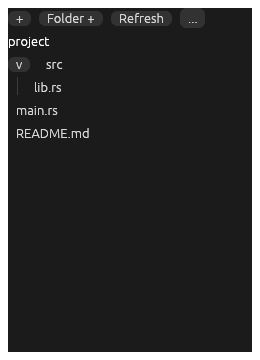 + Folder + Refresh ...
project
v src
lib.rs
main.rs
README.md